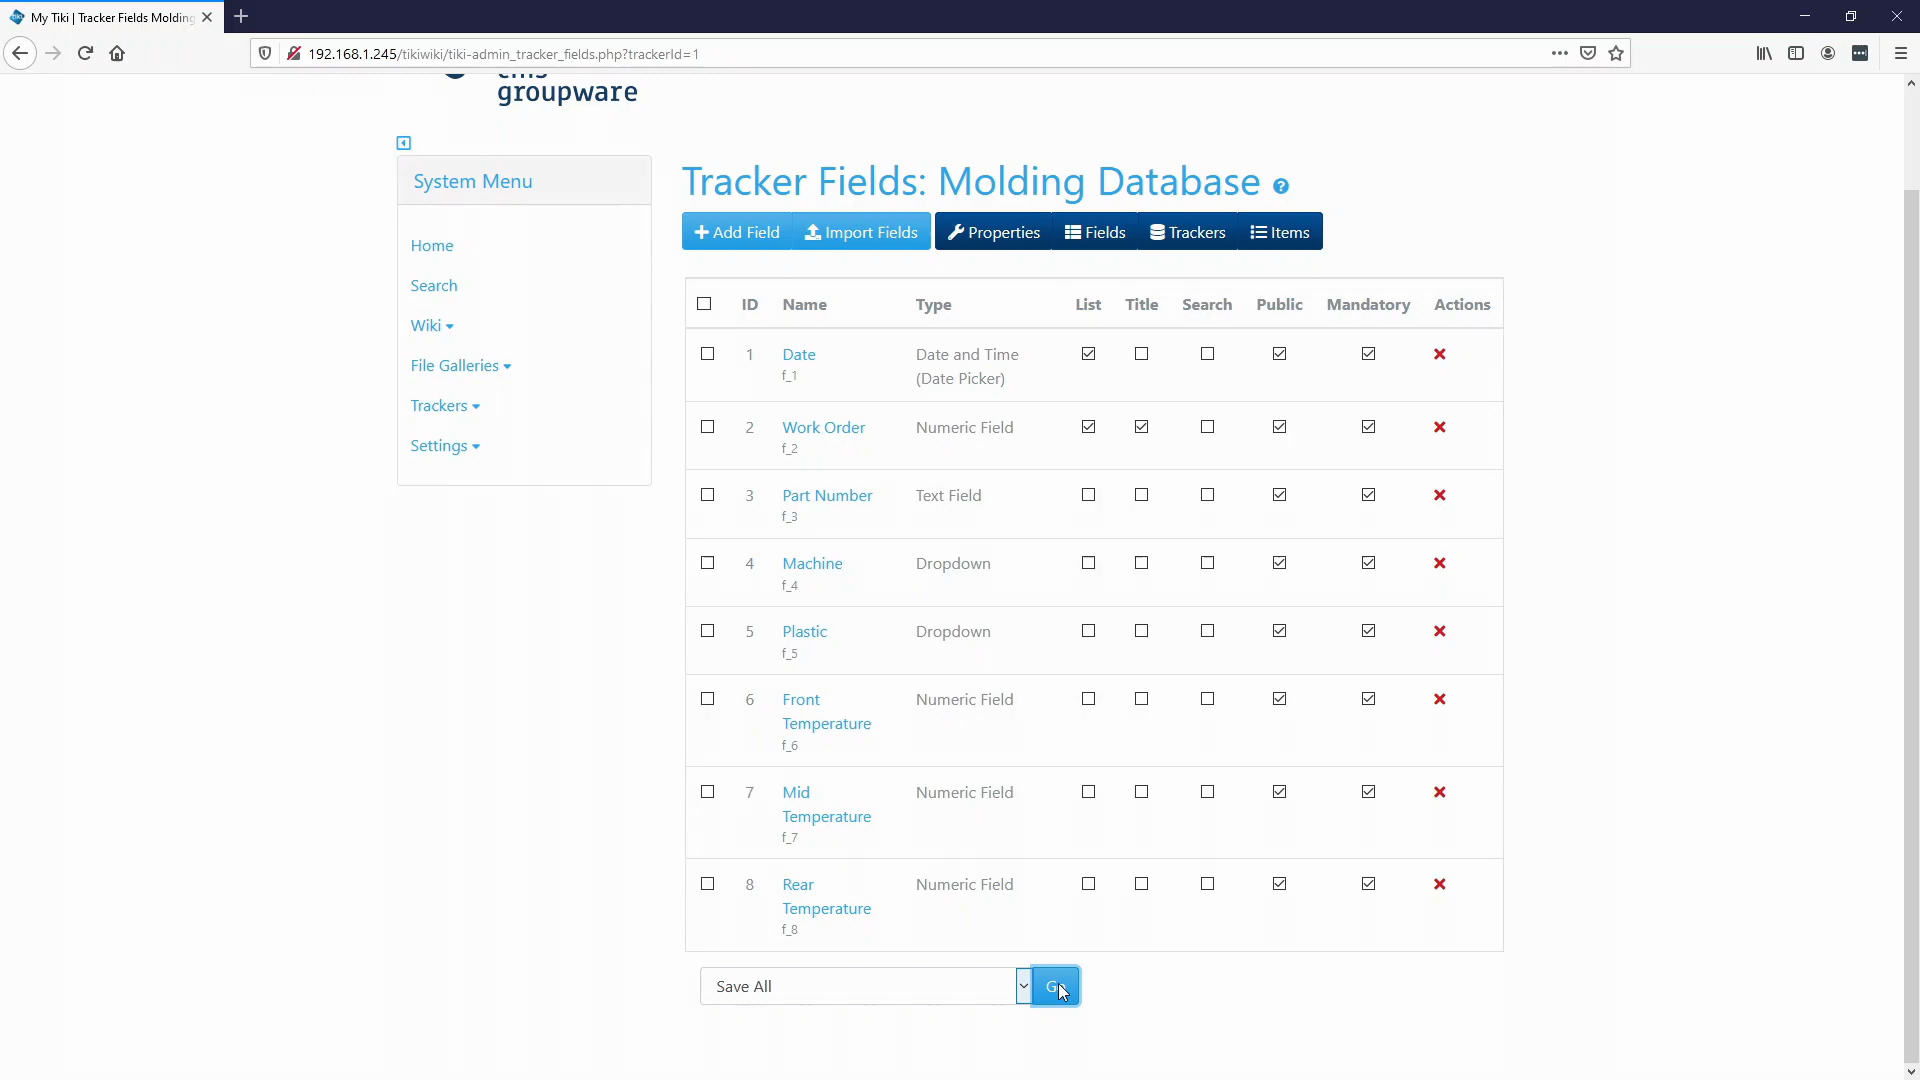 My Tiki | Tracker Fields Molding
192.168.1.245/tikiwiki/tiki-admin_tracker_fields.php?trackerId=1
cms
groupware
System Menu
Home
Search
Wiki
File Galleries
Trackers
Settings
Tracker Fields: Molding Database
Add Field
Import Fields
Properties
Fields
Trackers
Items
ID Name Type List Title Search Public Mandatory Actions
1 Date Date and Time
f_1 (Date Picker)
2 Work Order Numeric Field
f_2
3 Part Number Text Field
f_3
4 Machine Dropdown
f_4
5 Plastic Dropdown
f_5
6 Front Numeric Field
Temperature
f_6
7 Mid Numeric Field
Temperature
f_7
8 Rear Numeric Field
Temperature
f_8
Save All
Go